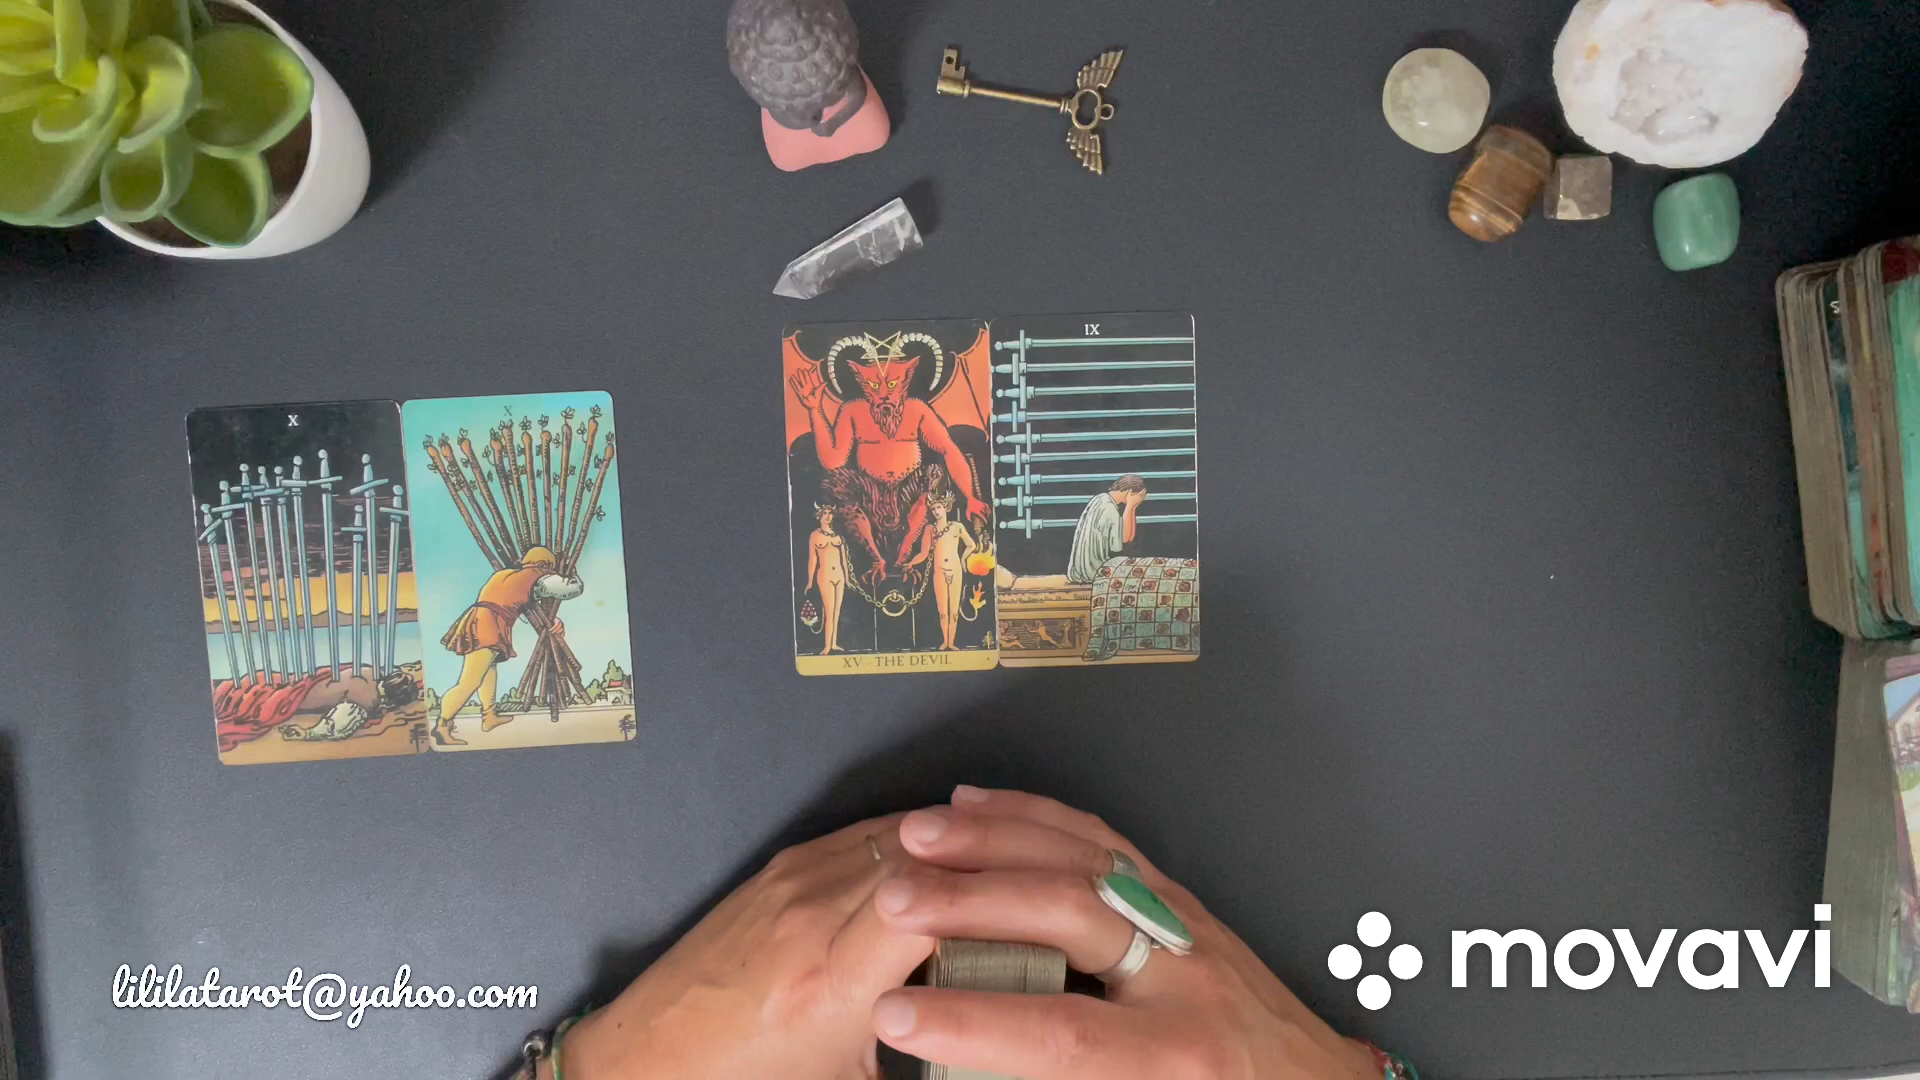 IX
X
X
XV - THE DEVIL
lililatarot@yahoo.com
movavi